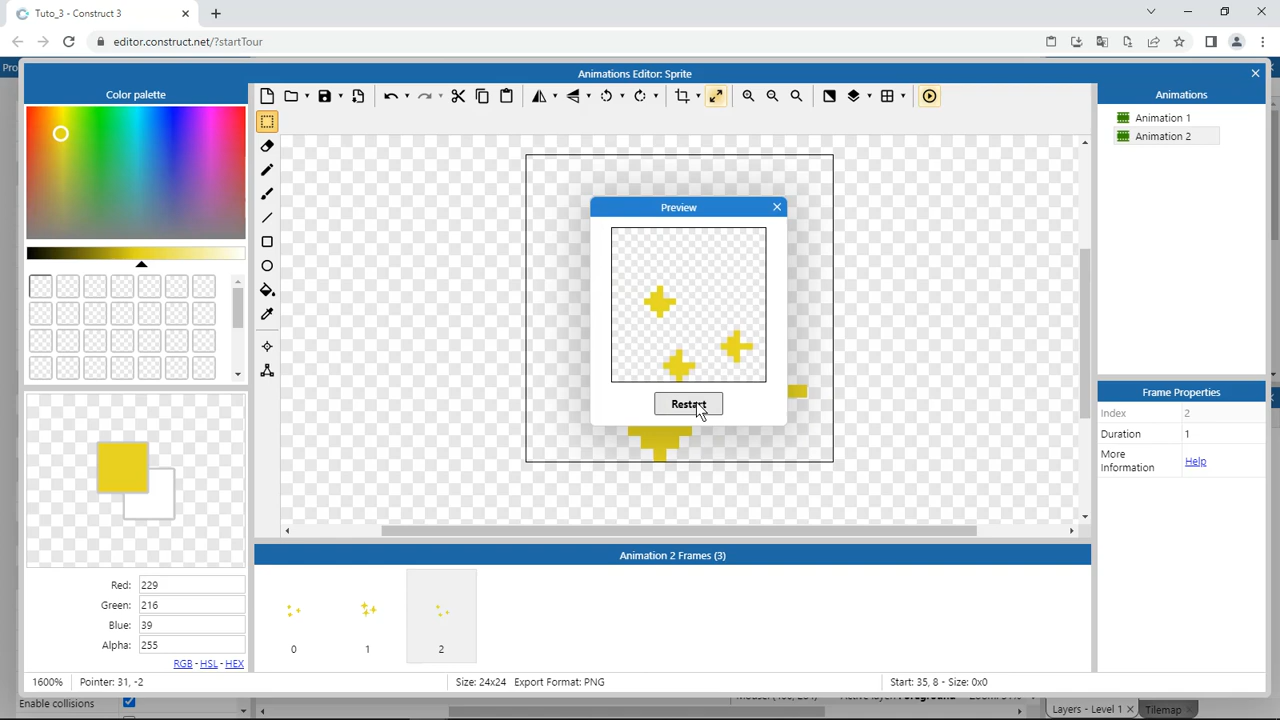 Tuto_3 - Construct 3
editor.construct.net/?startTour
Pro
Animations Editor: Sprite
Color palette
Animations
Animation 1
Animation 2
Preview
Restart
Frame Properties
Index 2
Duration 1
More Information Help
Animation 2 Frames (3)
0
1
2
Red: 229
Green: 216
Blue: 39
Alpha: 255
RGB - HSL - HEX
1600%
Pointer: 31, -2
Size: 24x24 Export Format: PNG
Start: 35, 8 - Size: 0x0
Enable collisions
Layers - Level 1
Tilemap